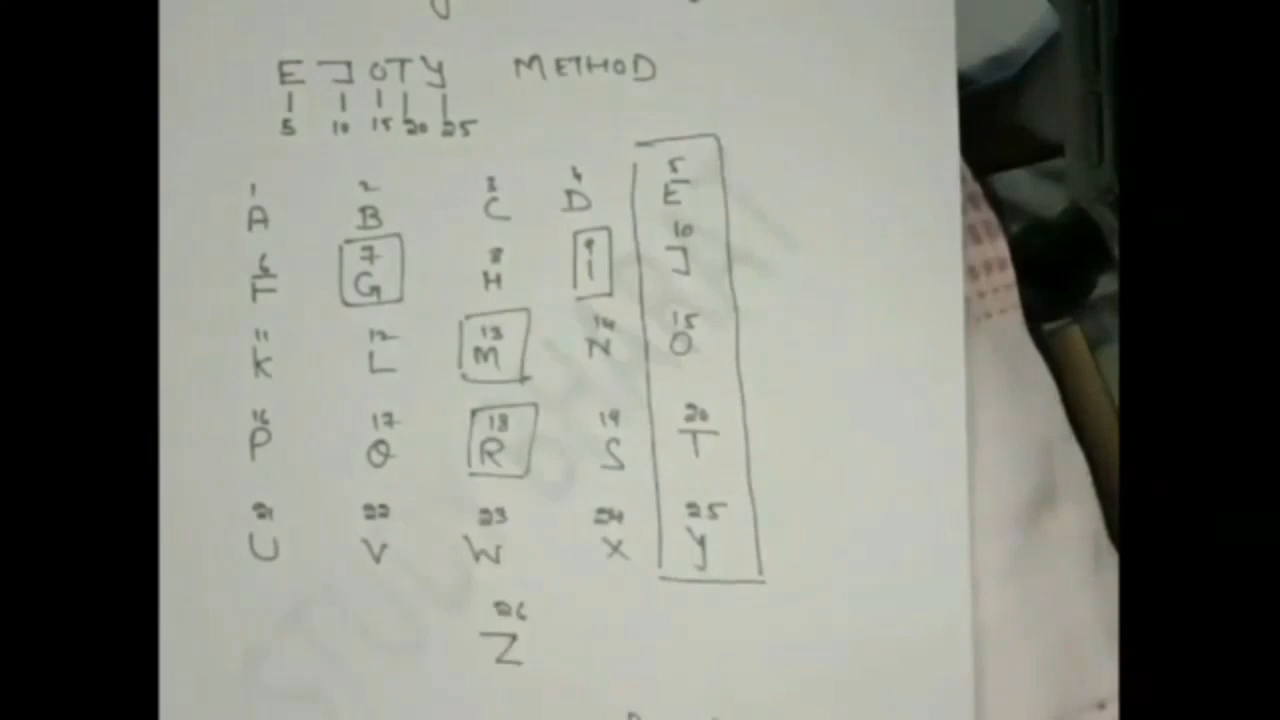 E J O T Y METHOD
5 10 15 20 25
1 2 3 4 5
A B C D E
6 7 8 9 10
F G H I J
11 12 13 14 15
K L M N O
16 17 18 19 20
P Q R S T
21 22 23 24 25
U V W X Y
26
Z